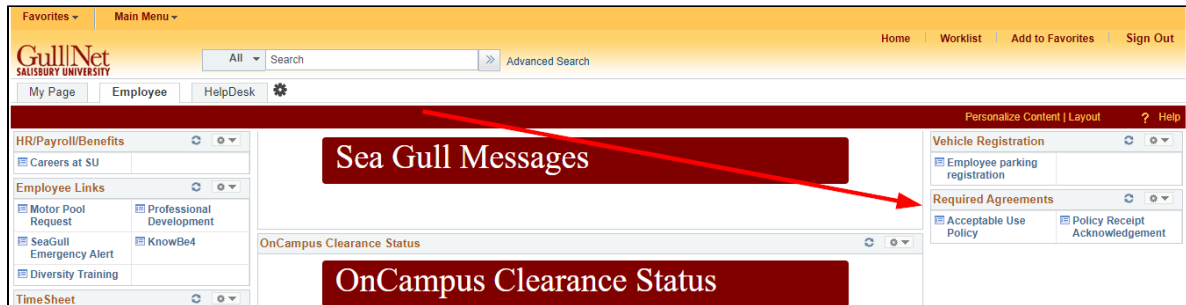 Favorites Main Menu
Home Worklist Add to Favorites Sign Out
Gull|Net
SALISBURY UNIVERSITY
All Search Advanced Search
My Page Employee HelpDesk
Personalize Content | Layout ? Help
HR/Payroll/Benefits
Careers at SU
Employee Links
Motor Pool
Request
Professional
Development
SeaGull
Emergency Alert
KnowBe4
Diversity Training
TimeSheet
Sea Gull Messages
OnCampus Clearance Status
OnCampus Clearance Status
Vehicle Registration
Employee parking
registration
Required Agreements
Acceptable Use
Policy
Policy Receipt
Acknowledgement